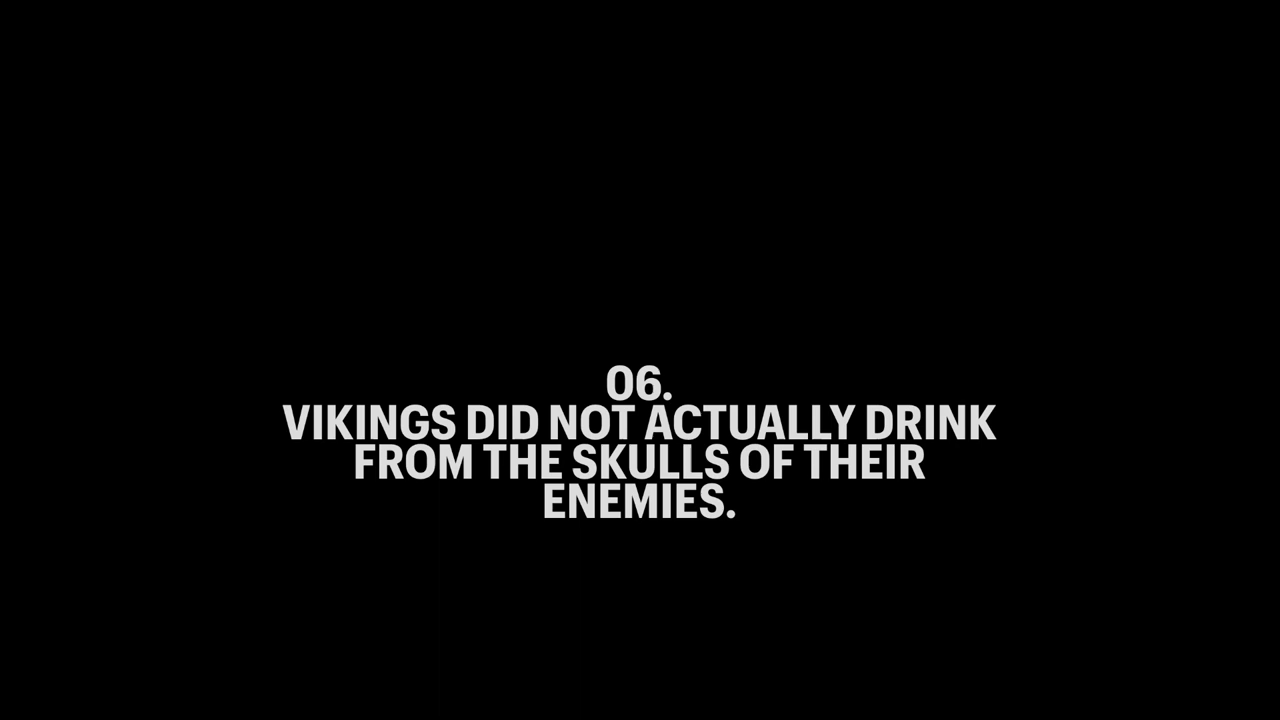 06.
VIKINGS DID NOT ACTUALLY DRINK
FROM THE SKULLS OF THEIR
ENEMIES.